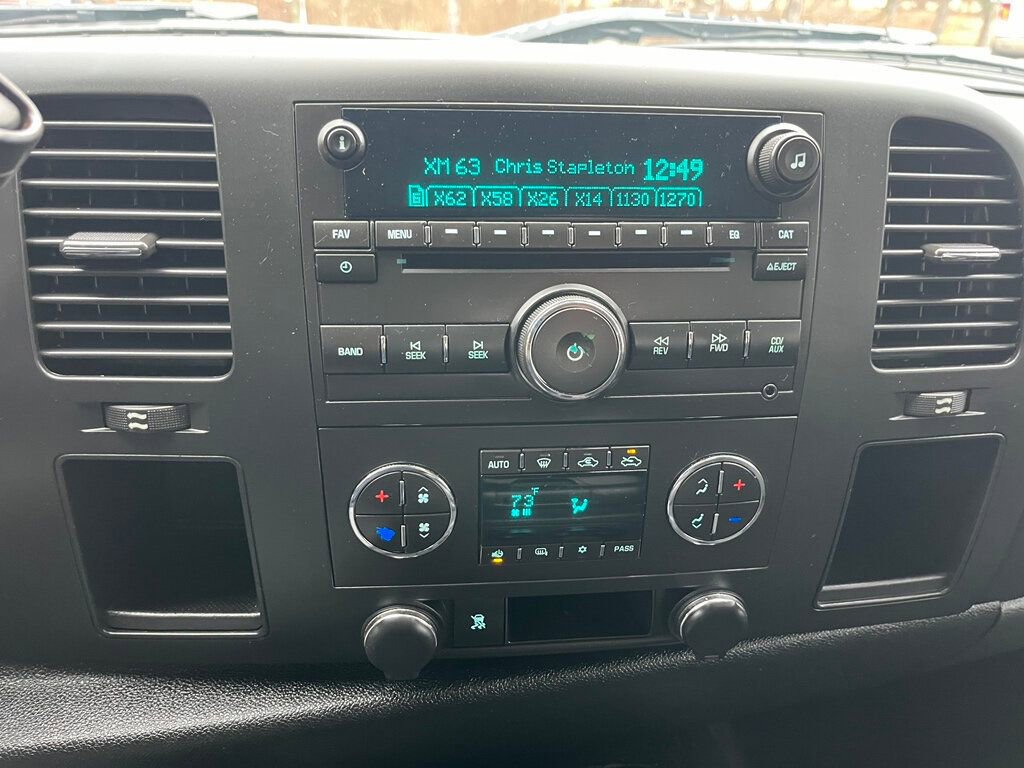 XM 63 Chris Stapleton 12:49
X62 X58 X26 X14 1130 1270
FAV MENU EQ CAT
EJECT
BAND SEEK SEEK REV FWD CD/AUX
AUTO
73°F
PASS